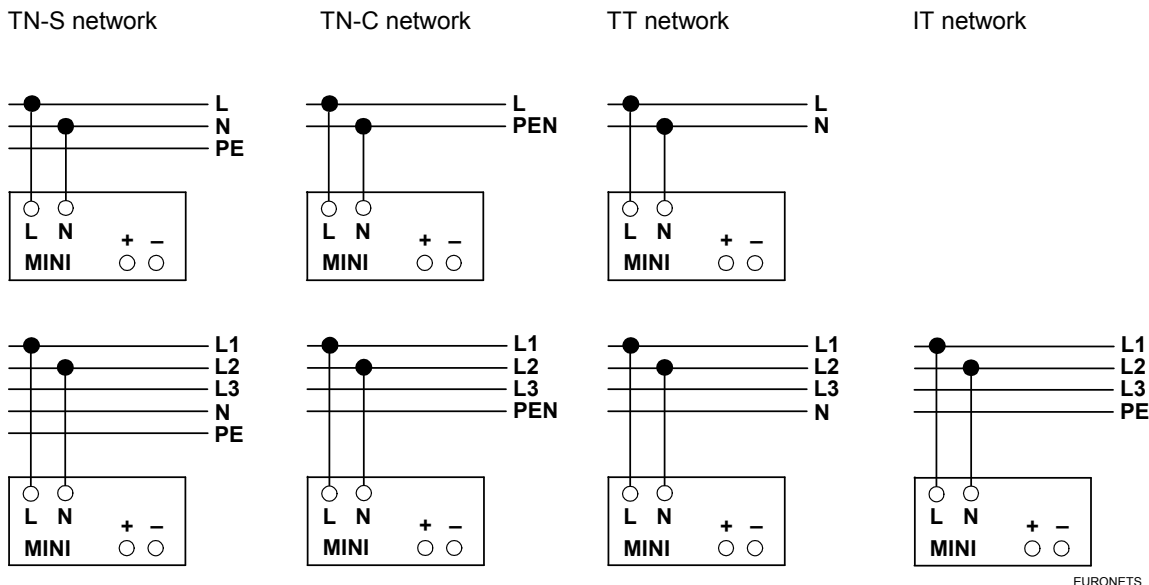 TN-S network
TN-C network
TT network
IT network
L
N
PE
L N
+ –
MINI
L
PEN
L N
+ –
MINI
L
N
L N
+ –
MINI
L1
L2
L3
N
PE
L N
+ –
MINI
L1
L2
L3
PEN
L N
+ –
MINI
L1
L2
L3
N
L N
+ –
MINI
L1
L2
L3
PE
L N
+ –
MINI
EURONETS